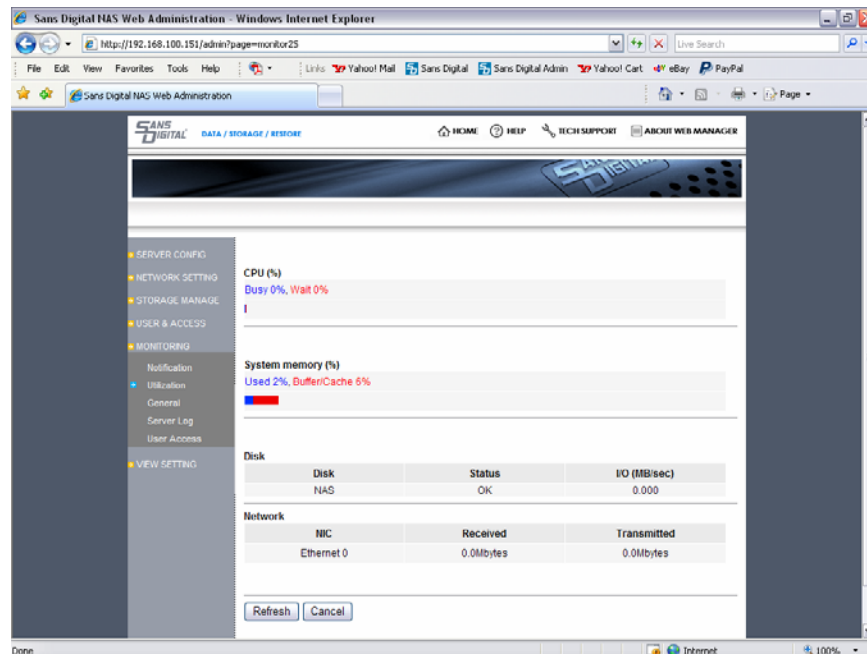 Sans Digital NAS Web Administration - Windows Internet Explorer
http://192.168.100.151/admin?page=monitor25
Live Search
File Edit View Favorites Tools Help
Links Yahoo! Mail Sans Digital Sans Digital Admin Yahoo! Cart eBay PayPal
Sans Digital NAS Web Administration
Page
SANS DIGITAL DATA / STORAGE / RESTORE
HOME HELP TECH SUPPORT ABOUT WEB MANAGER
SANS DIGITAL
SERVER CONFIG
NETWORK SETTING
STORAGE MANAGE
USER & ACCESS
MONITORING
Notification
Utilization
General
Server Log
User Access
VIEW SETTING
CPU (%)
Busy 0%, Wait 0%
System memory (%)
Used 2%, Buffer/Cache 6%
Disk
Disk Status I/O (MB/sec)
NAS OK 0.000
Network
NIC Received Transmitted
Ethernet 0 0.0Mbytes 0.0Mbytes
Refresh Cancel
Done Internet 100%